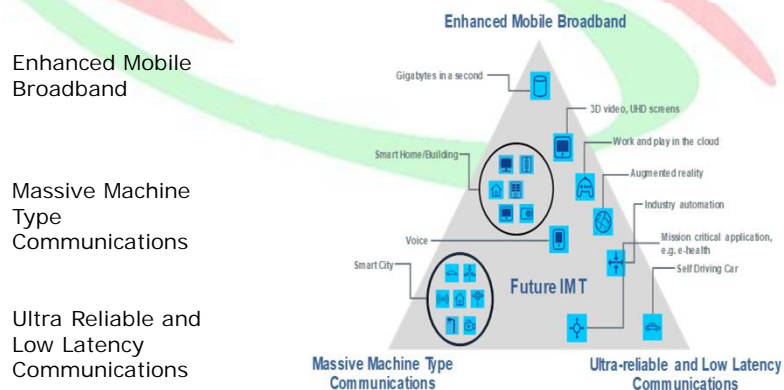 Enhanced Mobile
Broadband
Massive Machine
Type
Communications
Ultra Reliable and
Low Latency
Communications
Enhanced Mobile Broadband
Gigabytes in a second
3D video, UHD screens
Work and play in the cloud
Smart Home/Building
Augmented reality
Industry automation
Voice
Mission critical application,
e.g. e-health
Smart City
Self Driving Car
Future IMT
Massive Machine Type
Communications
Ultra-reliable and Low Latency
Communications